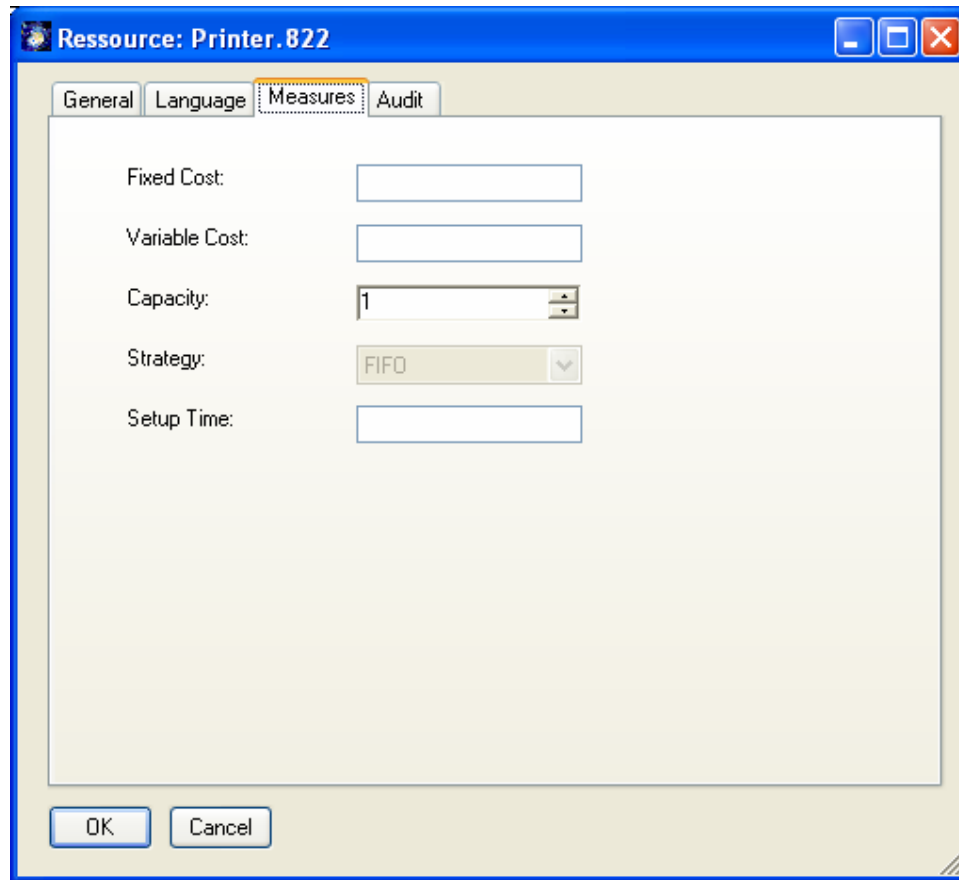 Ressource: Printer.822
General Language Measures Audit
Fixed Cost:
Variable Cost:
Capacity: 1
Strategy: FIFO
Setup Time:
OK Cancel